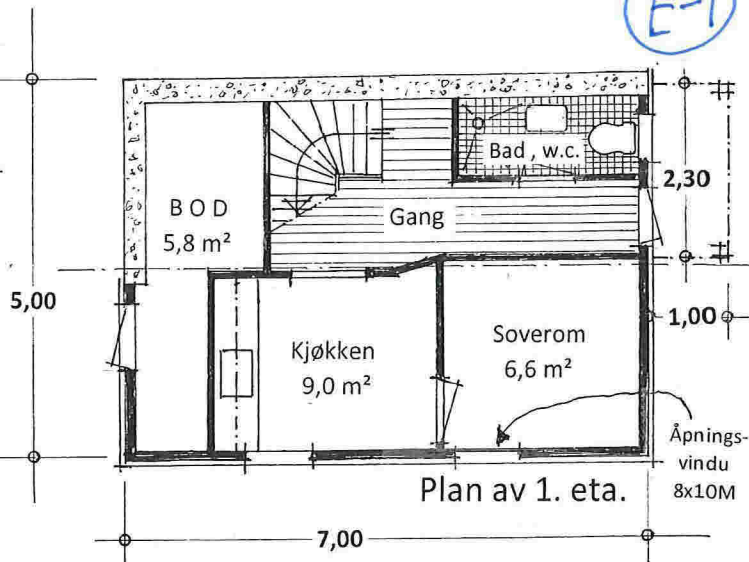 E-1
Bad, w.c.
2,30
BOD
5,8 m²
Gang
5,00
1,00
Kjøkken
9,0 m²
Soverom
6,6 m²
Åpnings-
vindu
8x10M
Plan av 1. eta.
7,00